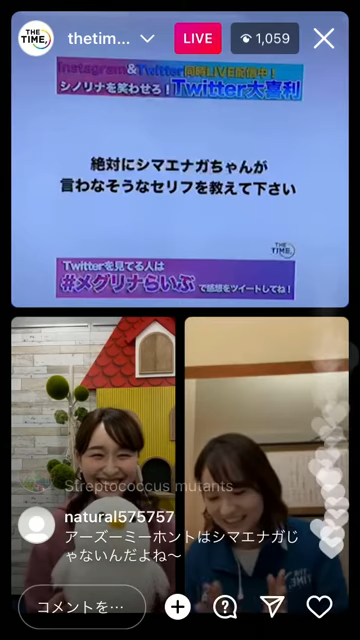 THE TIME,
thetim...
LIVE
1,059
Instagram&Twitter同時LIVE配信中！
シノリナを笑わせろ！Twitter大喜利
絶対にシマエナガちゃんが
言わなそうなセリフを教えて下さい
THE TIME,
Twitterを見てる人は
#メグリナらいぶ で感想をツイートしてね！
Streptococcus mutants
natural575757
アーズーミーホントはシマエナガじ
ゃないんだよね〜
コメントを…